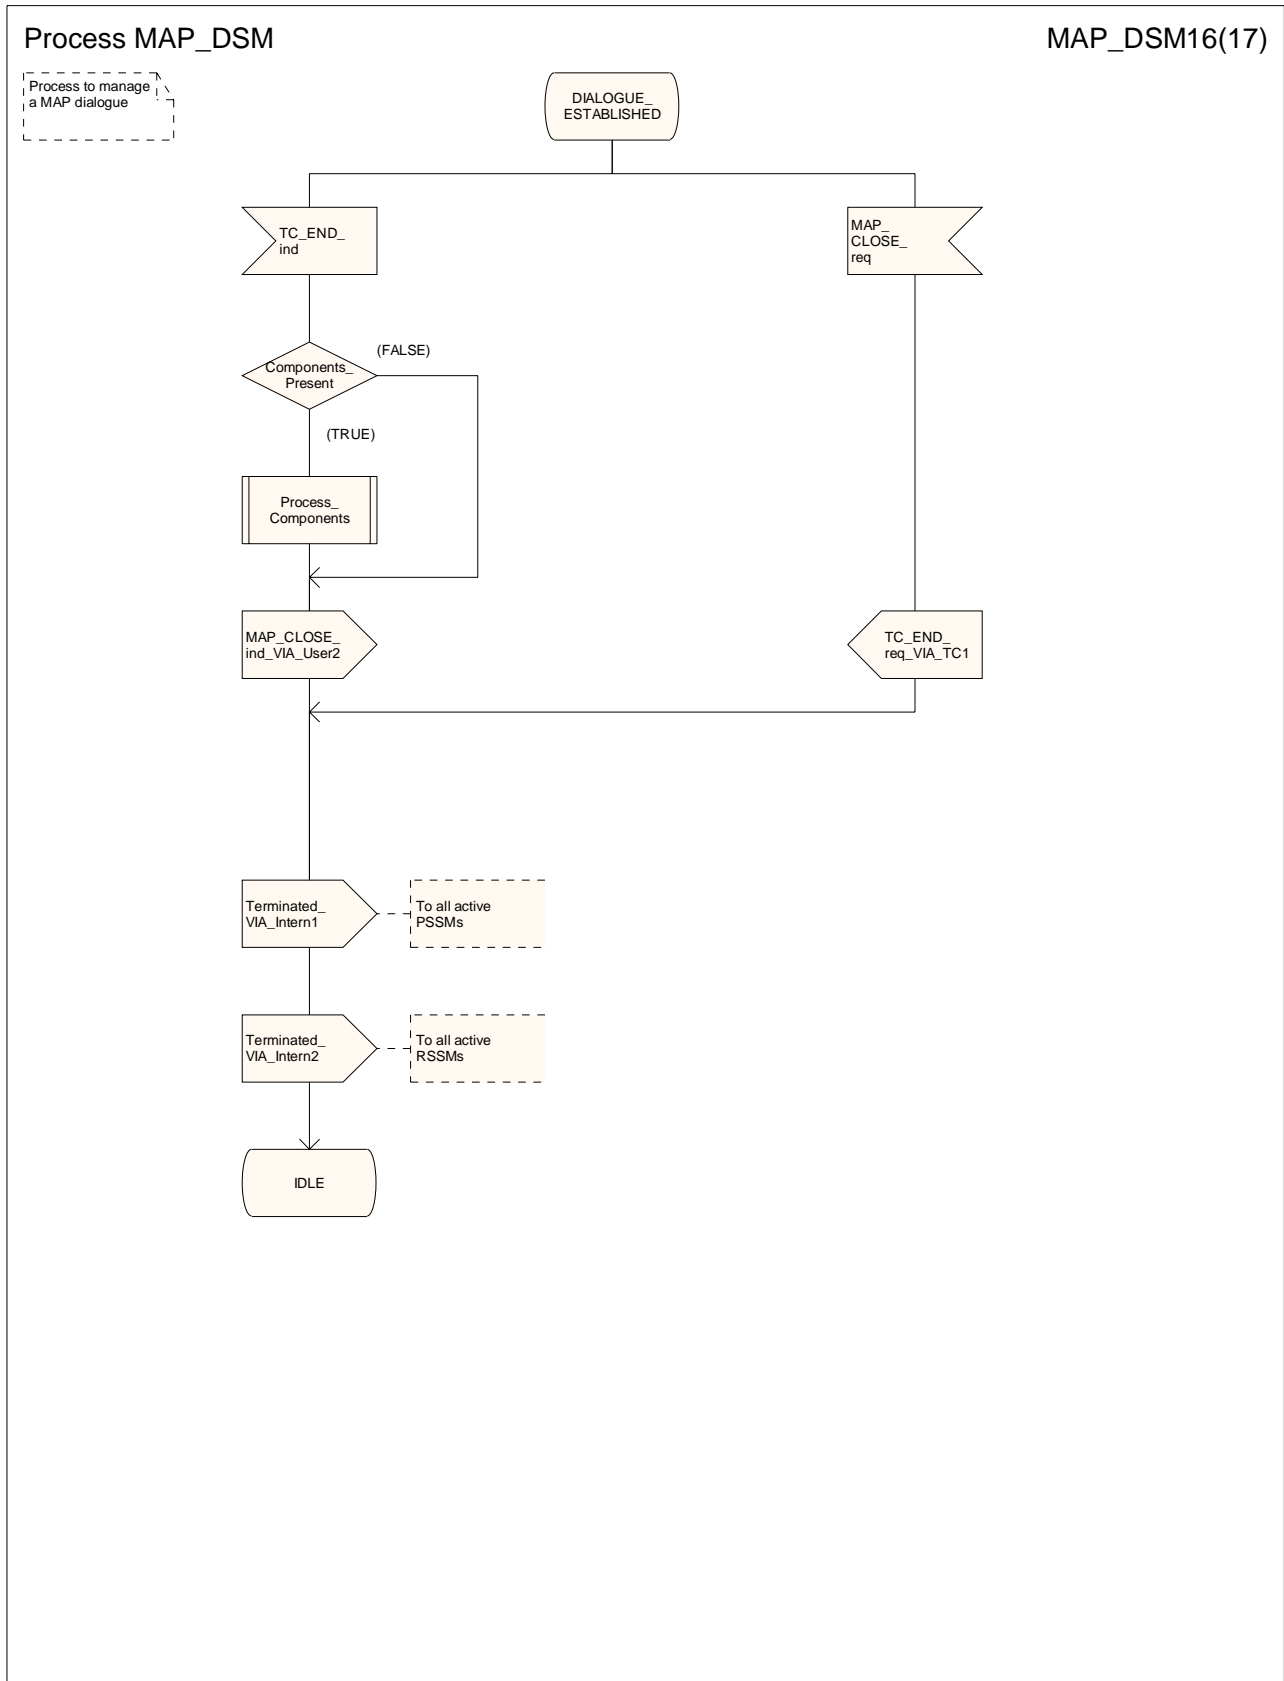 Process MAP_DSM
MAP_DSM16(17)
Process to manage
a MAP dialogue
DIALOGUE_
ESTABLISHED
TC_END_
ind
MAP_
CLOSE_
req
(FALSE)
Components_
Present
(TRUE)
Process_
Components
MAP_CLOSE_
ind_VIA_User2
TC_END_
req_VIA_TC1
Terminated_
VIA_Intern1
To all active
PSSMs
Terminated_
VIA_Intern2
To all active
RSSMs
IDLE